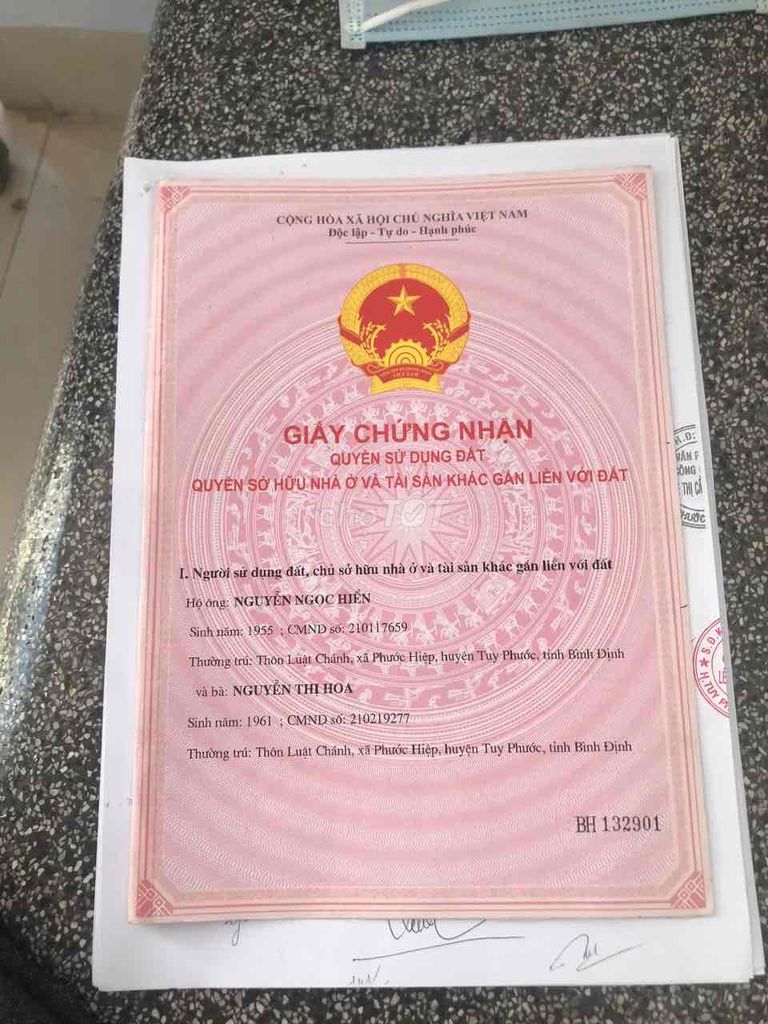 CỘNG HÒA XÃ HỘI CHỦ NGHĨA VIỆT NAM
Độc lập - Tự do - Hạnh phúc
GIẤY CHỨNG NHẬN
QUYỀN SỬ DỤNG ĐẤT
QUYỀN SỞ HỮU NHÀ Ở VÀ TÀI SẢN KHÁC GẮN LIỀN VỚI ĐẤT
Chợ TỐT
I. Người sử dụng đất, chủ sở hữu nhà ở và tài sản khác gắn liền với đất
Hộ ông: NGUYỄN NGỌC HIỀN
Sinh năm: 1955 ; CMND số: 210117659
Thường trú: Thôn Luật Chánh, xã Phước Hiệp, huyện Tuy Phước, tỉnh Bình Định
và bà: NGUYỄN THỊ HOA
Sinh năm: 1961 ; CMND số: 210219277
Thường trú: Thôn Luật Chánh, xã Phước Hiệp, huyện Tuy Phước, tỉnh Bình Định
BH 132901